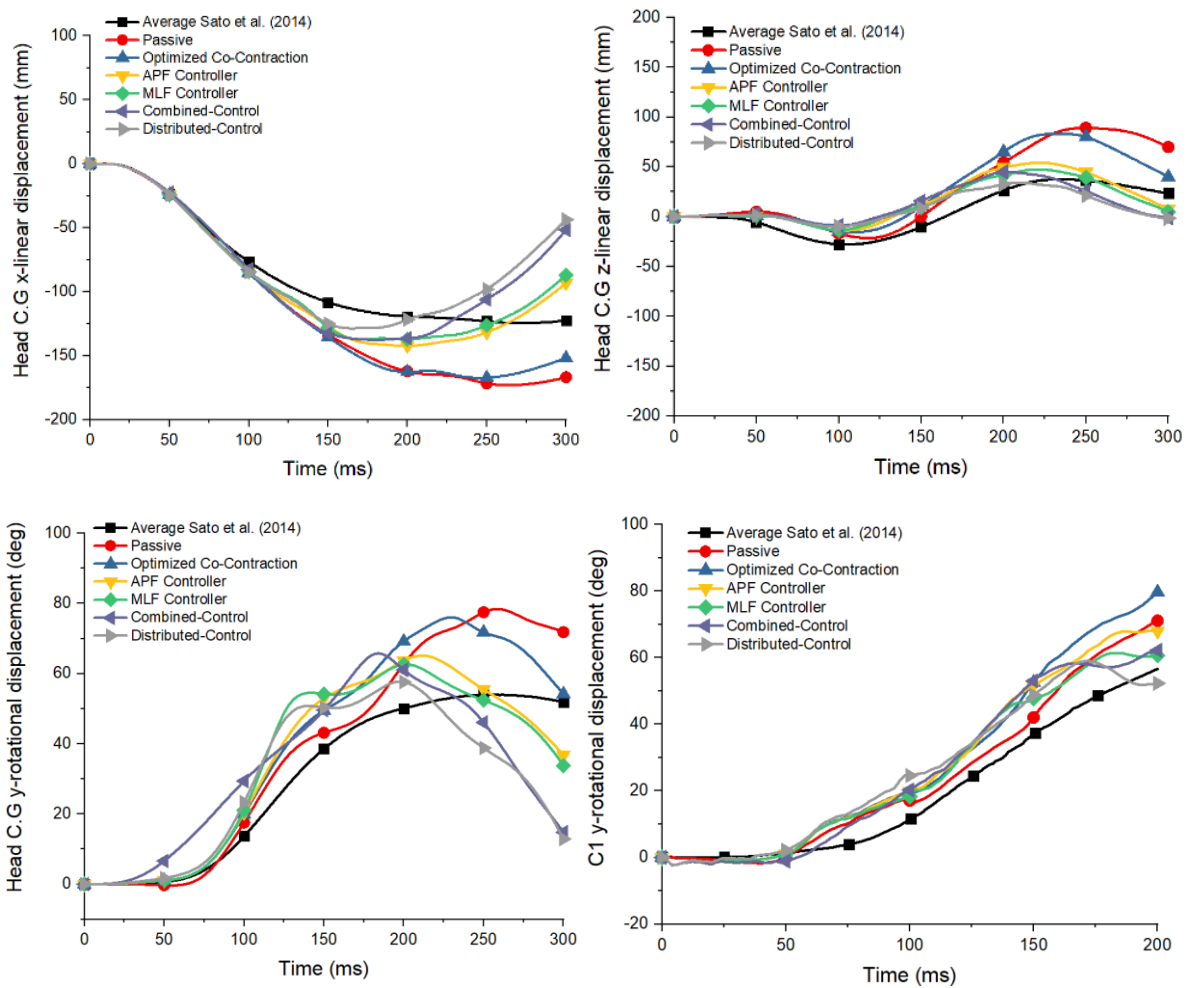 Average Sato et al. (2014)
Passive
Optimized Co-Contraction
APF Controller
MLF Controller
Combined-Control
Distributed-Control
100
50
0
-50
-100
-150
-200
Head C.G x-linear displacement (mm)
0 50 100 150 200 250 300
Time (ms)
Average Sato et al. (2014)
Passive
Optimized Co-Contraction
APF Controller
MLF Controller
Combined-Control
Distributed-Control
200
150
100
50
0
-50
-100
-150
-200
Head C.G z-linear displacement (mm)
0 50 100 150 200 250 300
Time (ms)
Average Sato et al. (2014)
Passive
Optimized Co-Contraction
APF Controller
MLF Controller
Combined-Control
Distributed-Control
100
80
60
40
20
0
Head C.G y-rotational displacement (deg)
0 50 100 150 200 250 300
Time (ms)
Average Sato et al. (2014)
Passive
Optimized Co-Contraction
APF Controller
MLF Controller
Combined-Control
Distributed-Control
100
80
60
40
20
0
-20
C1 y-rotational displacement (deg)
0 50 100 150 200
Time (ms)